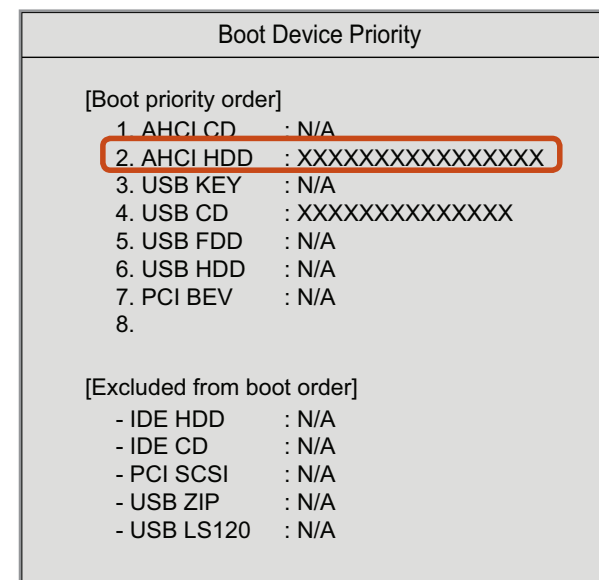 Boot Device Priority
[Boot priority order]
1. AHCI CD : N/A
2. AHCI HDD : XXXXXXXXXXXXXXXX
3. USB KEY : N/A
4. USB CD : XXXXXXXXXXXXXX
5. USB FDD : N/A
6. USB HDD : N/A
7. PCI BEV : N/A
8.
[Excluded from boot order]
- IDE HDD : N/A
- IDE CD : N/A
- PCI SCSI : N/A
- USB ZIP : N/A
- USB LS120 : N/A